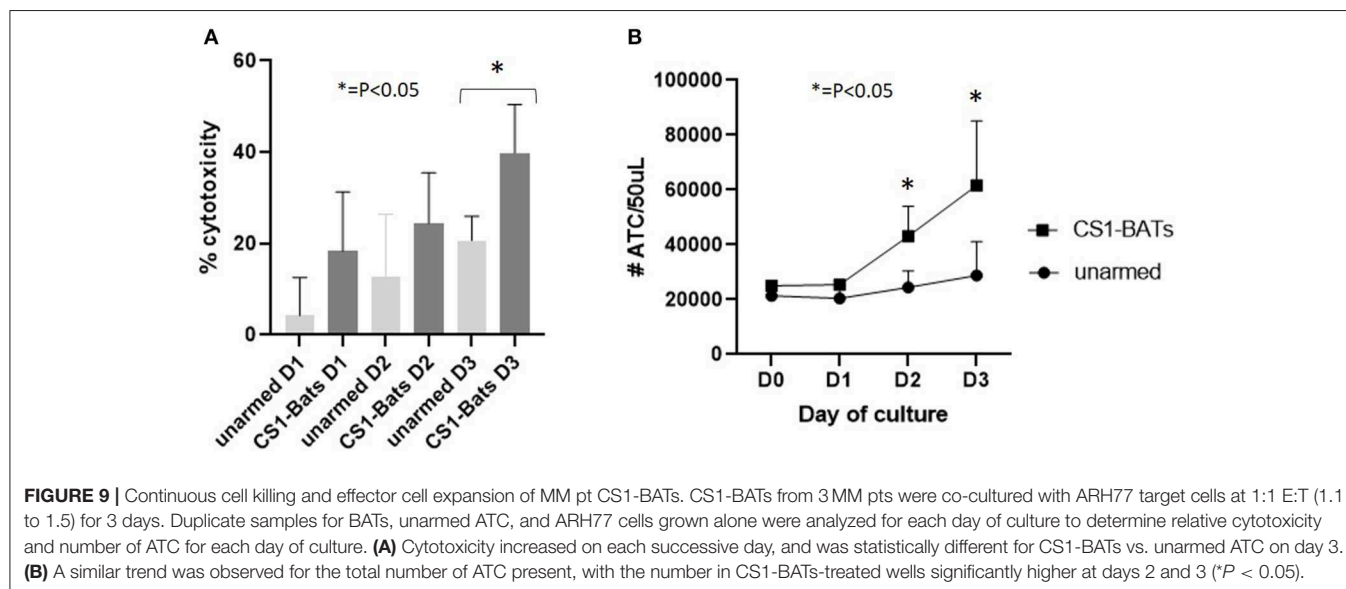 A
60
40
20
0
% cytotoxicity
*=P<0.05
*
unarmed D1
CS1-Bats D1
unarmed D2
CS1-Bats D2
unarmed D3
CS1-Bats D3
B
100000
80000
60000
40000
20000
0
# ATC/50uL
*=P<0.05
*
*
D0
D1
D2
D3
Day of culture
CS1-BATs
unarmed
FIGURE 9 | Continuous cell killing and effector cell expansion of MM pt CS1-BATs. CS1-BATs from 3 MM pts were co-cultured with ARH77 target cells at 1:1 E:T (1.1
to 1.5) for 3 days. Duplicate samples for BATs, unarmed ATC, and ARH77 cells grown alone were analyzed for each day of culture to determine relative cytotoxicity
and number of ATC for each day of culture. (A) Cytotoxicity increased on each successive day, and was statistically different for CS1-BATs vs. unarmed ATC on day 3.
(B) A similar trend was observed for the total number of ATC present, with the number in CS1-BATs-treated wells significantly higher at days 2 and 3 (*P < 0.05).